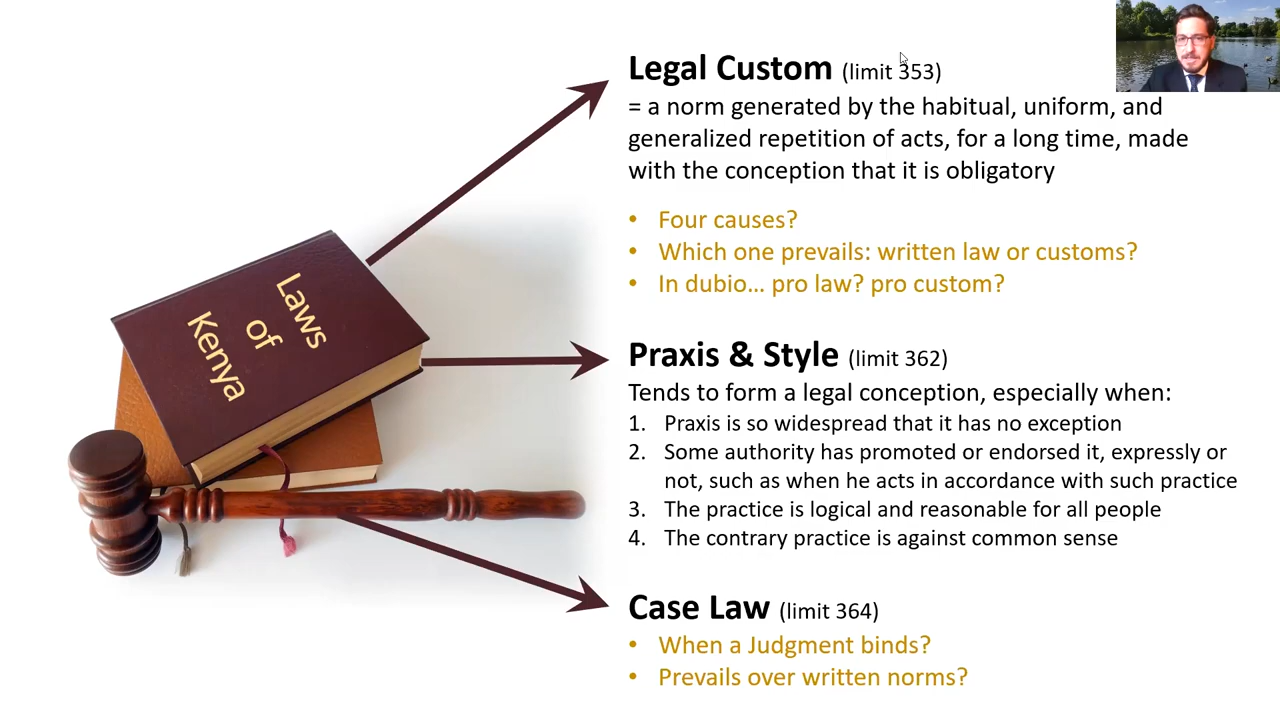 Laws
of
Kenya
Legal Custom (limit 353)
= a norm generated by the habitual, uniform, and
generalized repetition of acts, for a long time, made
with the conception that it is obligatory
• Four causes?
• Which one prevails: written law or customs?
• In dubio... pro law? pro custom?
Praxis & Style (limit 362)
Tends to form a legal conception, especially when:
1. Praxis is so widespread that it has no exception
2. Some authority has promoted or endorsed it, expressly or
not, such as when he acts in accordance with such practice
3. The practice is logical and reasonable for all people
4. The contrary practice is against common sense
Case Law (limit 364)
• When a Judgment binds?
• Prevails over written norms?